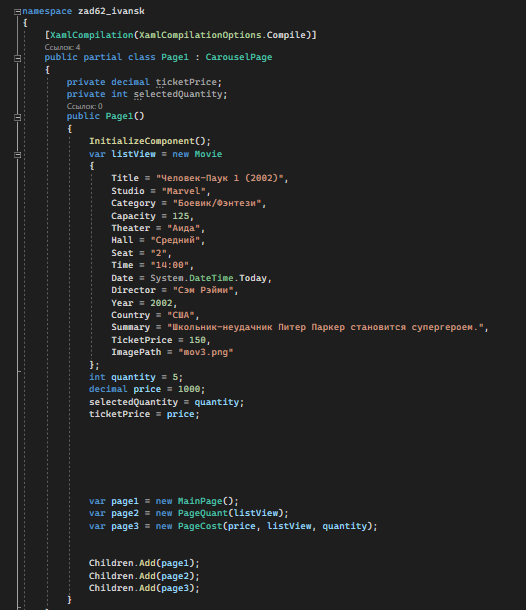 namespace zad62_ivansk
{
[XamlCompilation(XamlCompilationOptions.Compile)]
Ссылок: 4
public partial class Page1 : CarouselPage
{
private decimal ticketPrice;
private int selectedQuantity;
Ссылок: 0
public Page1()
{
InitializeComponent();
var listView = new Movie
{
Title = "Человек-Паук 1 (2002)",
Studio = "Marvel",
Category = "Боевик/Фэнтези",
Capacity = 125,
Theater = "Аида",
Hall = "Средний",
Seat = "2",
Time = "14:00",
Date = System.DateTime.Today,
Director = "Сэм Рэйми",
Year = 2002,
Country = "США",
Summary = "Школьник-неудачник Питер Паркер становится супергероем.",
TicketPrice = 150,
ImagePath = "mov3.png"
};
int quantity = 5;
decimal price = 1000;
selectedQuantity = quantity;
ticketPrice = price;
var page1 = new MainPage();
var page2 = new PageQuant(listView);
var page3 = new PageCost(price, listView, quantity);
Children.Add(page1);
Children.Add(page2);
Children.Add(page3);
}